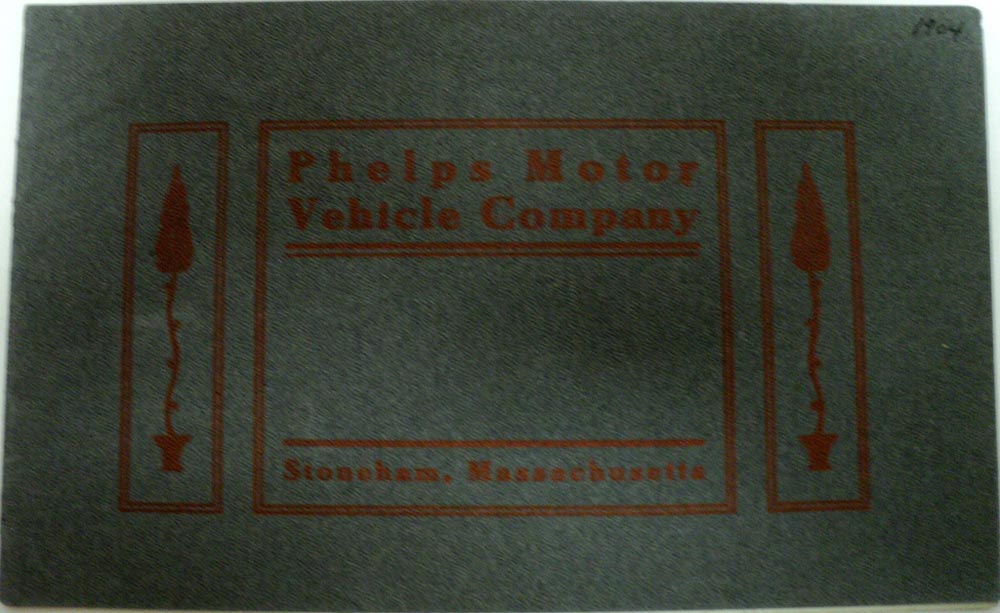 1904
Phelps Motor
Vehicle Company
Stoneham, Massachusetts